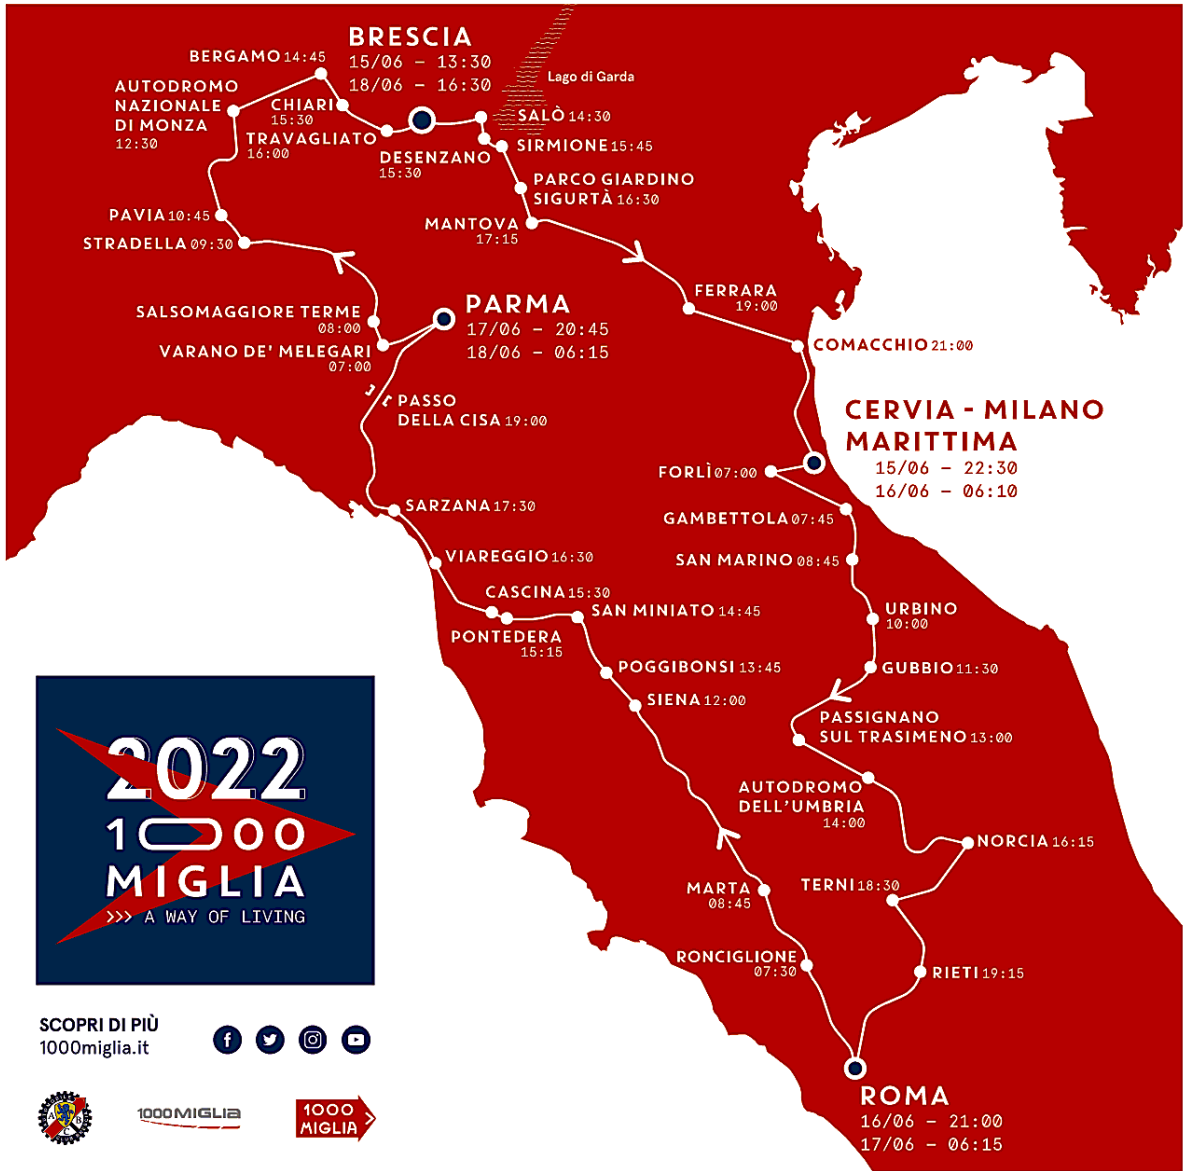 BRESCIA
15/06 – 13:30
18/06 – 16:30
BERGAMO 14:45
AUTODROMO
NAZIONALE
DI MONZA
12:30
CHIARI
15:30
TRAVAGLIATO
16:00
Lago di Garda
SALÒ 14:30
DESENZANO
15:30
SIRMIONE 15:45
PARCO GIARDINO
SIGURTÀ 16:30
MANTOVA
17:15
PAVIA 10:45
STRADELLA 09:30
FERRARA
19:00
SALSOMAGGIORE TERME
08:00
VARANO DE' MELEGARI
07:00
PARMA
17/06 – 20:45
18/06 – 06:15
COMACCHIO 21:00
PASSO
DELLA CISA 19:00
CERVIA - MILANO
MARITTIMA
15/06 – 22:30
16/06 – 06:10
FORLÌ 07:00
GAMBETTOLA 07:45
SARZANA 17:30
SAN MARINO 08:45
VIAREGGIO 16:30
CASCINA 15:30
PONTEDERA
15:15
SAN MINIATO 14:45
URBINO
10:00
POGGIBONSI 13:45
GUBBIO 11:30
SIENA 12:00
PASSIGNANO
SUL TRASIMENO 13:00
AUTODROMO
DELL'UMBRIA
14:00
NORCIA 16:15
MARTA
08:45
TERNI 18:30
RONCIGLIONE
07:30
RIETI 19:15
ROMA
16/06 – 21:00
17/06 – 06:15
2022
1000
MIGLIA
>>> A WAY OF LIVING
SCOPRI DI PIÙ
1000miglia.it
A B
C
1000 MIGLIA
1000
MIGLIA